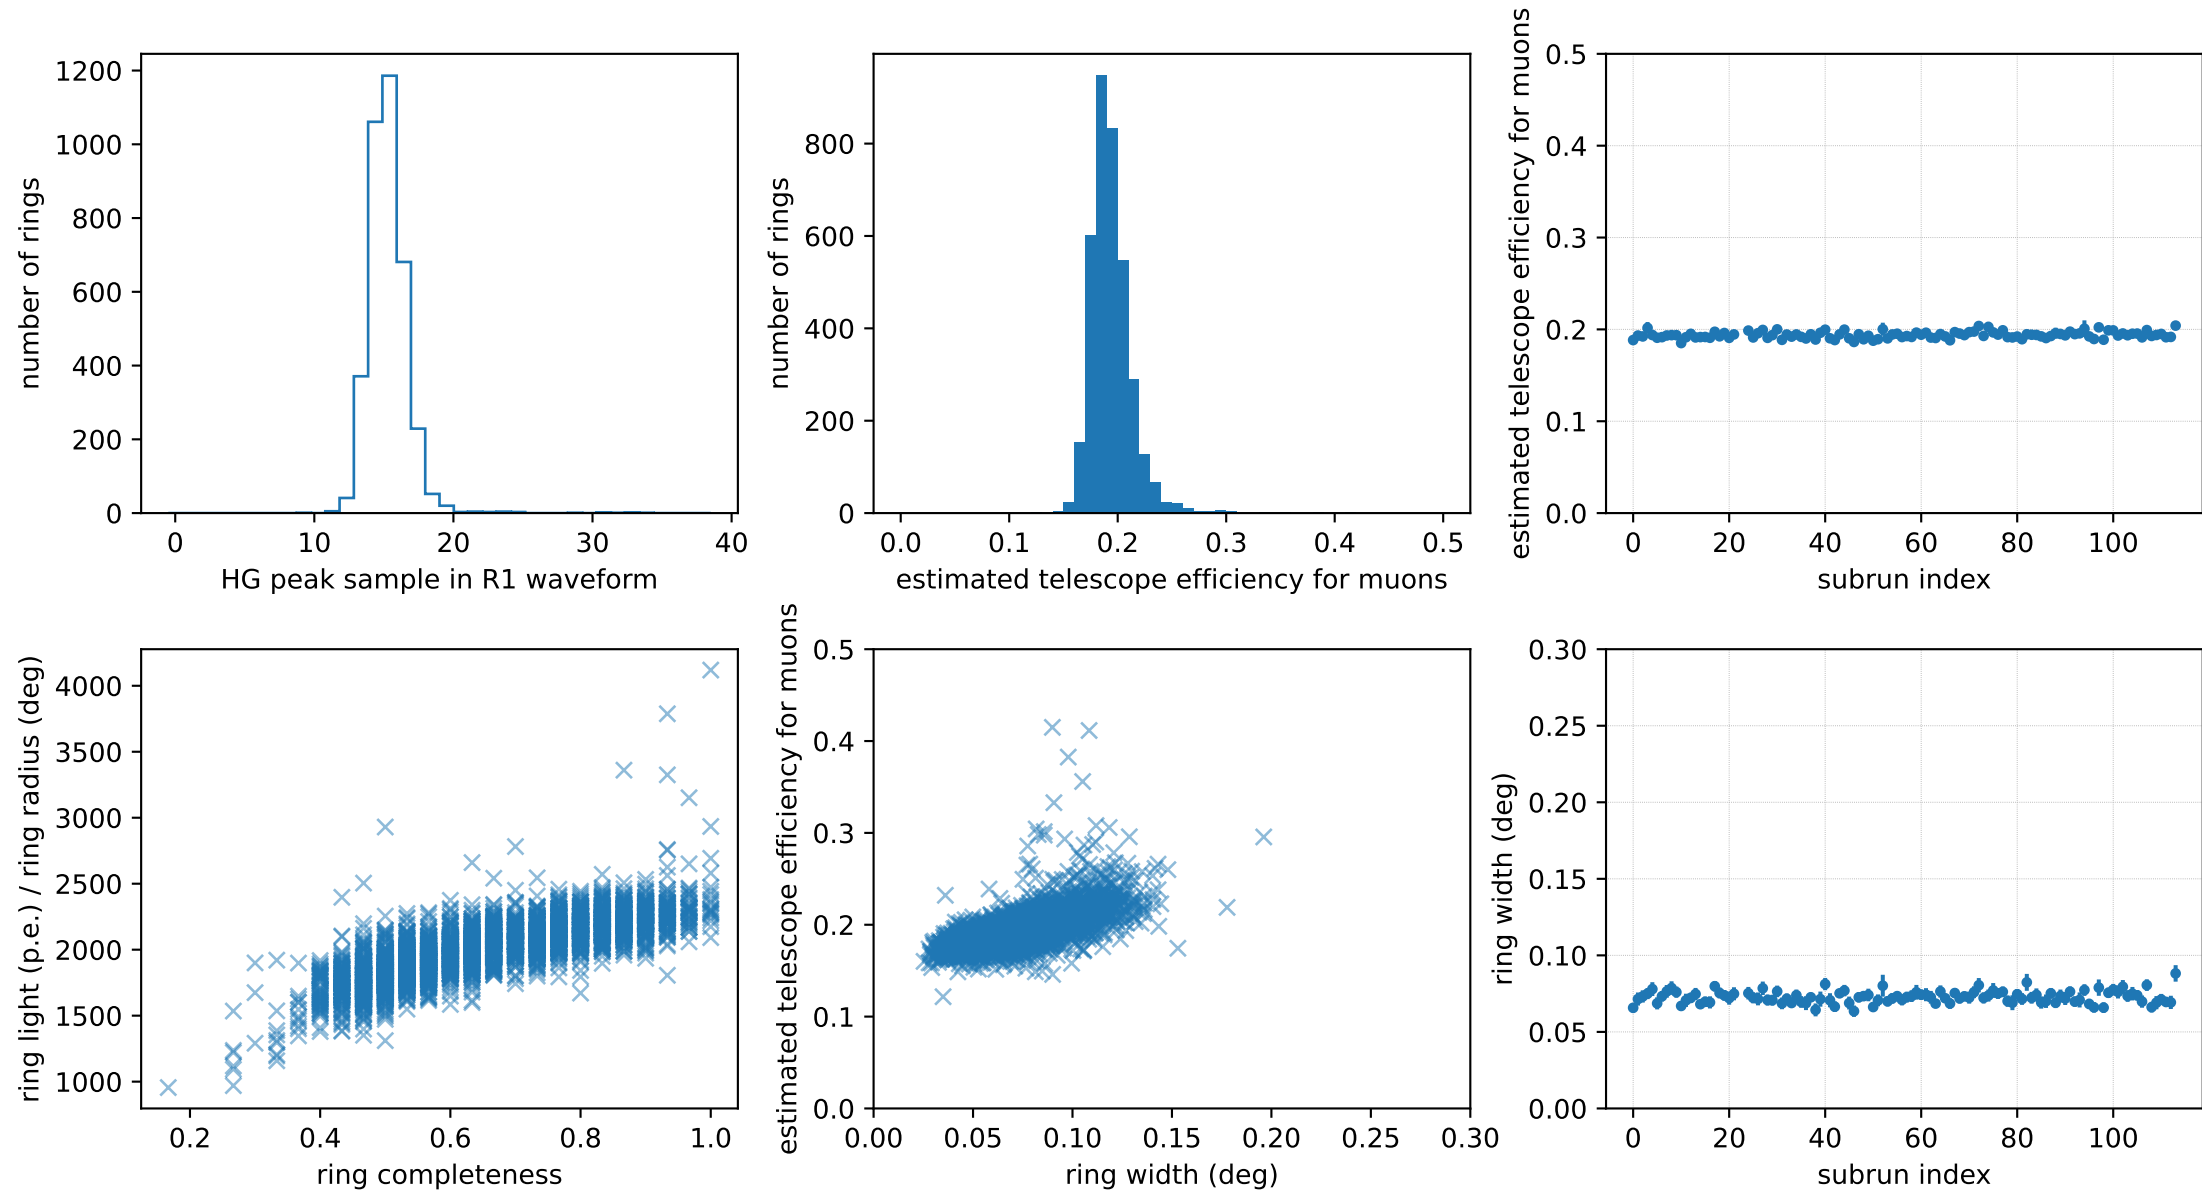 1200
1000
800
600
400
200
0
number of rings
0 10 20 30 40
HG peak sample in R1 waveform
800
600
400
200
0
number of rings
0.0 0.1 0.2 0.3 0.4 0.5
estimated telescope efficiency for muons
0.5
0.4
0.3
0.2
0.1
0.0
estimated telescope efficiency for muons
0 20 40 60 80 100
subrun index
4000
3500
3000
2500
2000
1500
1000
ring light (p.e.) / ring radius (deg)
0.2 0.4 0.6 0.8 1.0
ring completeness
0.5
0.4
0.3
0.2
0.1
0.0
estimated telescope efficiency for muons
0.00 0.05 0.10 0.15 0.20 0.25 0.30
ring width (deg)
0.30
0.25
0.20
0.15
0.10
0.05
0.00
ring width (deg)
0 20 40 60 80 100
subrun index